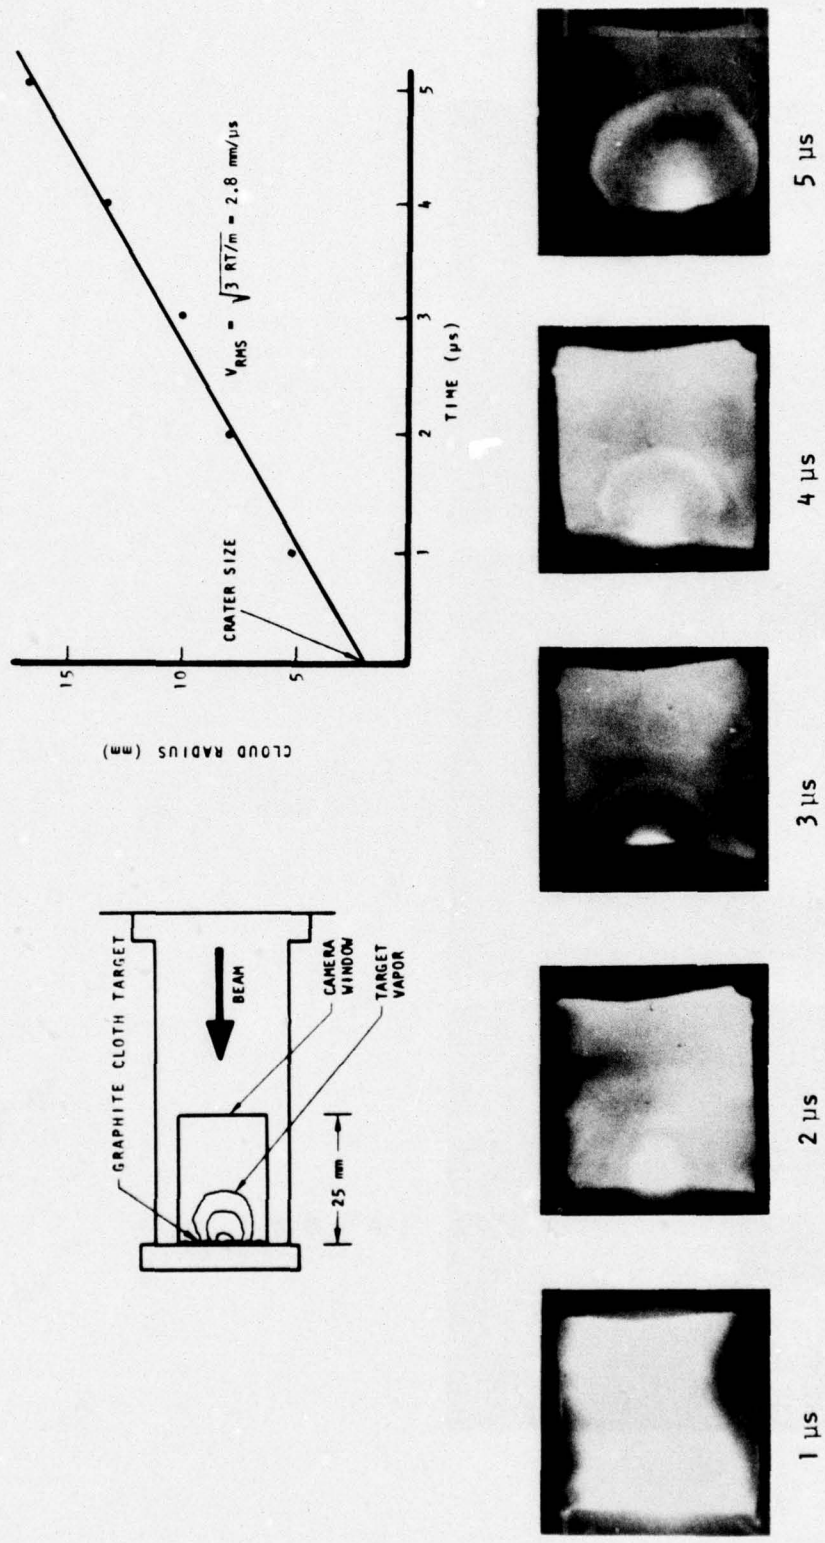 GRAPHITE CLOTH TARGET
BEAM
CAMERA
WINDOW
TARGET
VAPOR
25 mm
CLOUD RADIUS (mm)
15
10
5
CRATER SIZE
V_RMS = √3 RT/m = 2.8 mm/μs
1
2
3
4
5
TIME (μs)
1 μs
2 μs
3 μs
4 μs
5 μs